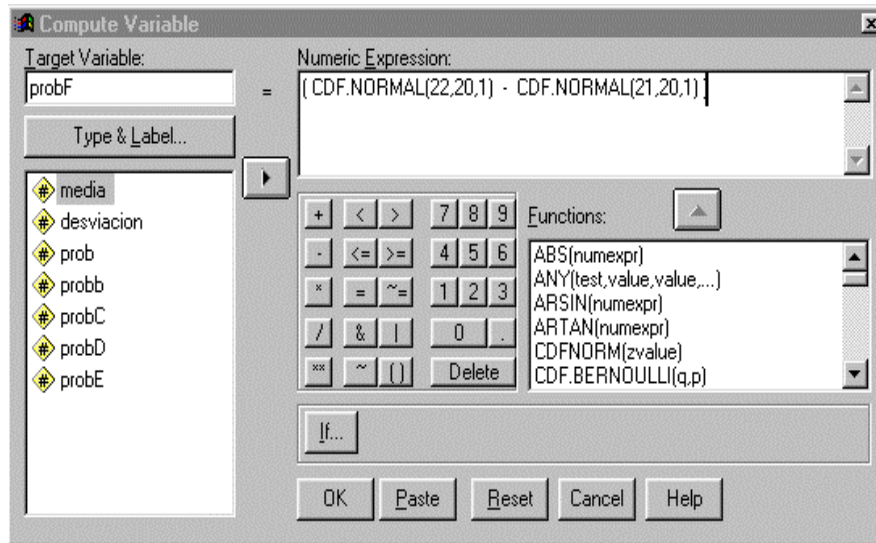 Compute Variable
Target Variable:
probF
=
Numeric Expression:
( CDF.NORMAL(22,20,1) - CDF.NORMAL(21,20,1) )
Type & Label...
media
desviacion
prob
probb
probC
probD
probE
+ < > 7 8 9
- <= >= 4 5 6
* = ~= 1 2 3
/ & | 0 .
** ~ ( ) Delete
Functions:
ABS(numexpr)
ANY(test,value,value,...)
ARSIN(numexpr)
ARTAN(numexpr)
CDFNORM(zvalue)
CDF.BERNOULLI(q,p)
If...
OK Paste Reset Cancel Help